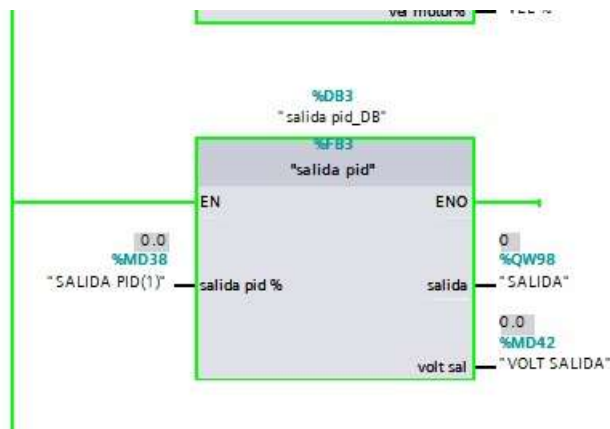 vel motor%
%DB3
"salida pid_DB"
%FB3
"salida pid"
EN
ENO
0.0
%MD38
"SALIDA PID(1)"
salida pid %
salida
0
%QW98
"SALIDA"
volt sal
0.0
%MD42
"VOLT SALIDA"